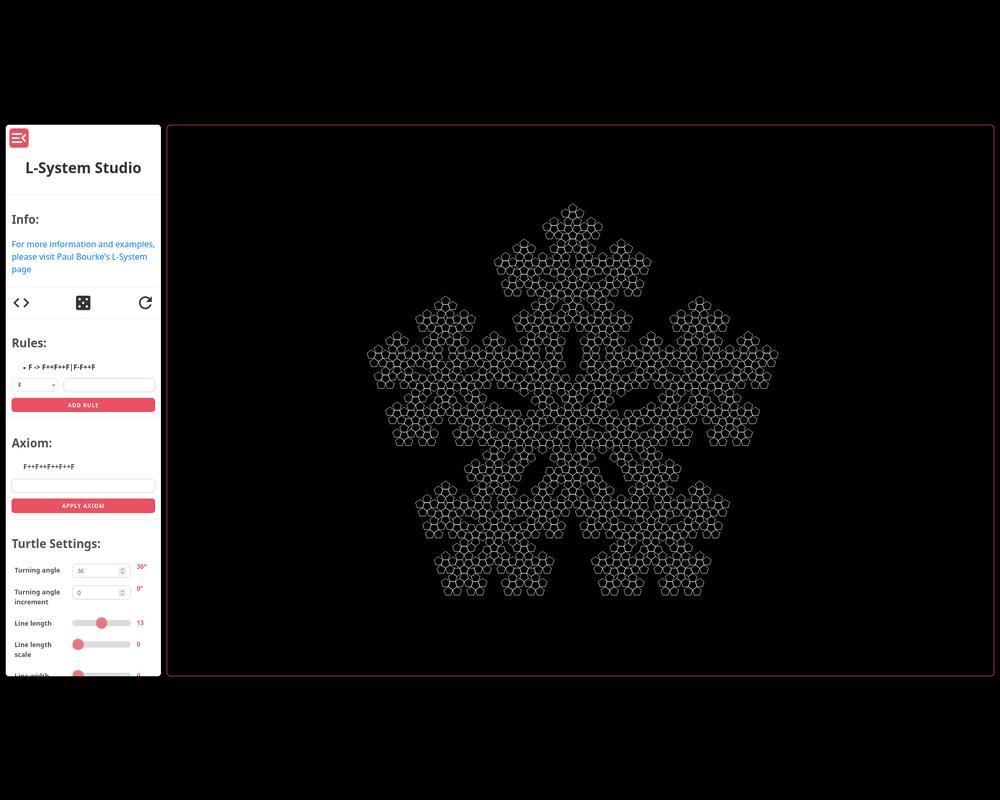 L-System Studio
Info:
For more information and examples,
please visit Paul Bourke's L-System
page
Rules:
F -> F++F++F|F-F++F
F
ADD RULE
Axiom:
F++F++F++F++F
APPLY AXIOM
Turtle Settings:
Turning angle
36
36°
Turning angle
increment
0
0°
Line length
13
Line length
scale
0
Line width
0